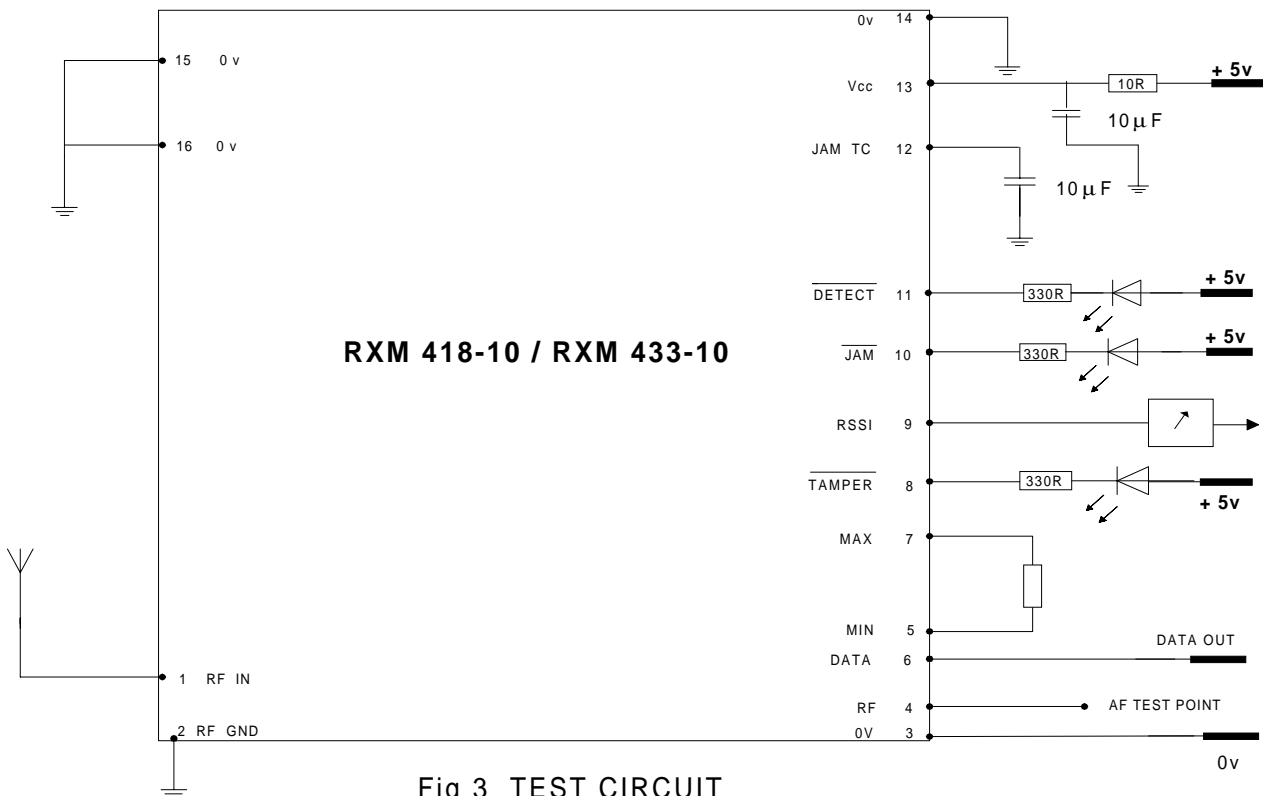 0v 14
15 0 v
+ 5v
Vcc 13
10R
10µF
16 0 v
JAM TC 12
10µF
+ 5v
DETECT 11
330R
RXM 418-10 / RXM 433-10
+ 5v
JAM 10
330R
RSSI 9
TAMPER 8
330R
+ 5v
MAX 7
MIN 5
DATA OUT
DATA 6
1 RF IN
RF 4
AF TEST POINT
2 RF GND
0V 3
0v
Fig 3 TEST CIRCUIT